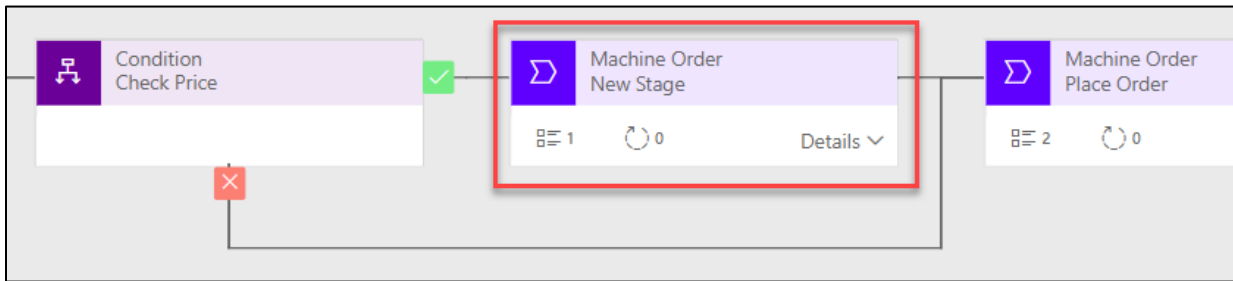 Condition
Check Price
Machine Order
New Stage
1
0
Details
Machine Order
Place Order
2
0